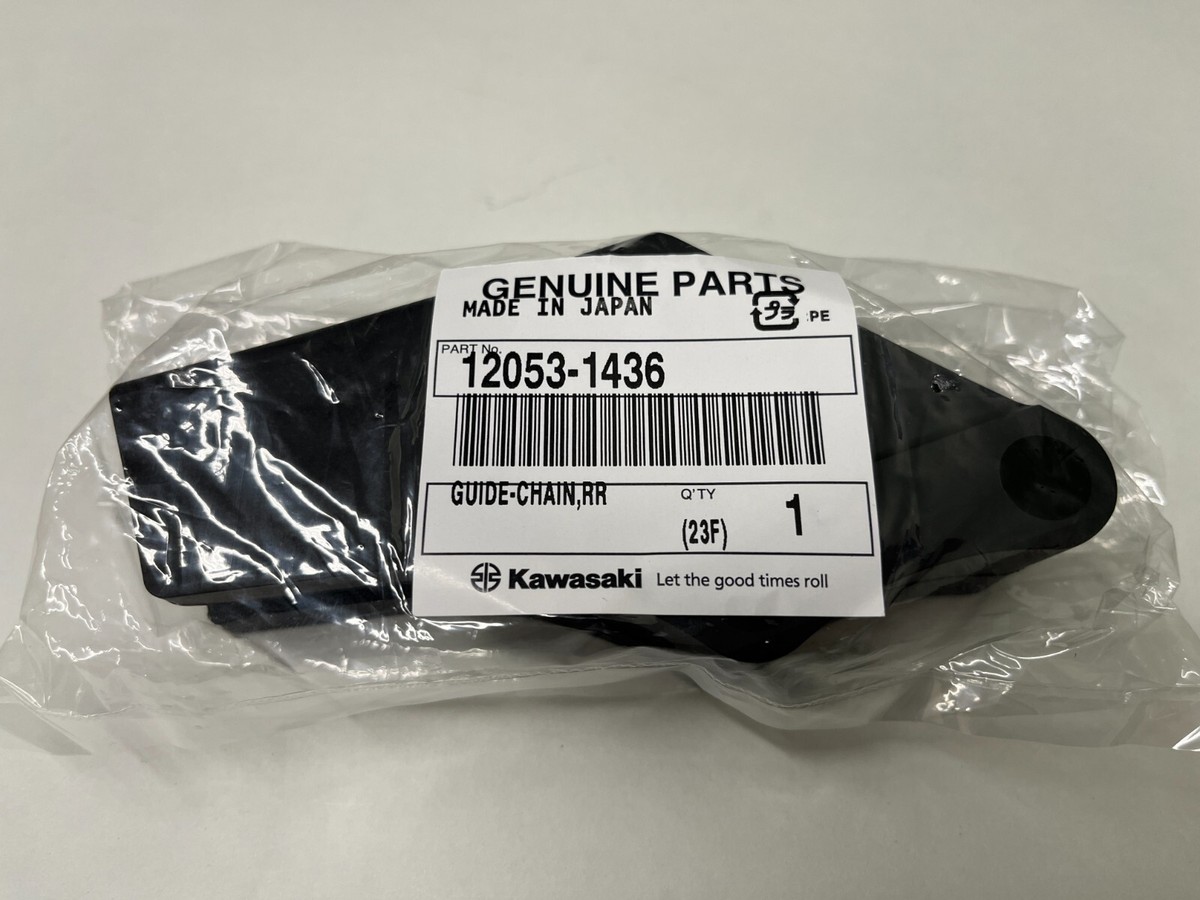 GENUINE PARTS
MADE IN JAPAN
プラ :PE
PART No.
12053-1436
GUIDE-CHAIN,RR
Q'TY
(23F) 1
Kawasaki Let the good times roll